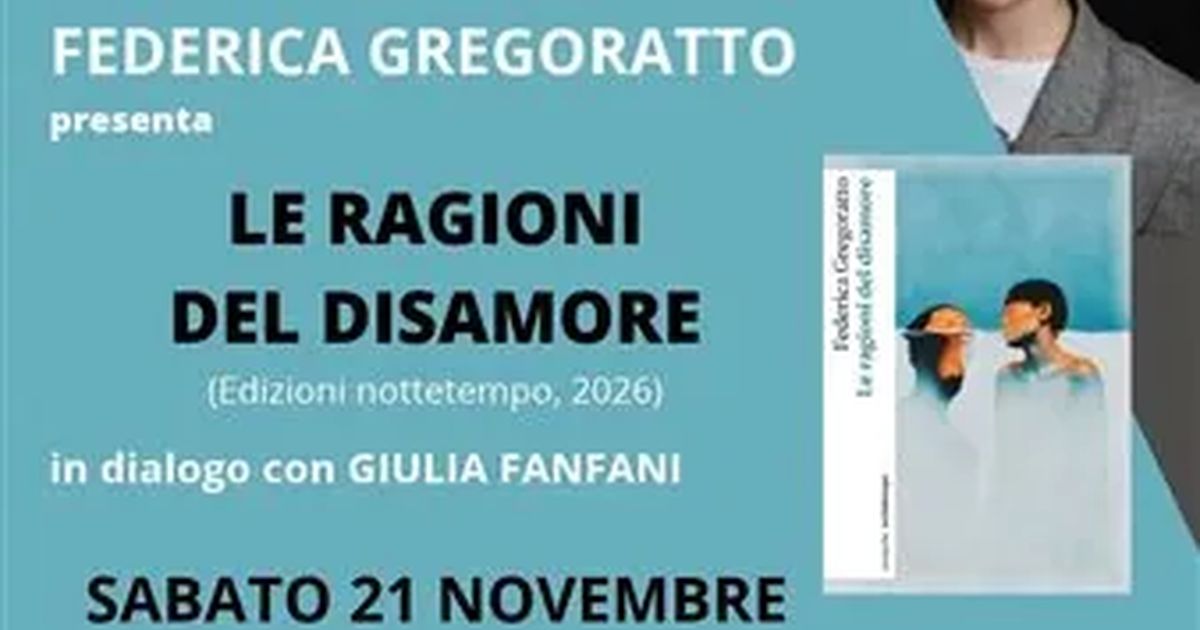 FEDERICA GREGORATTO
presenta
LE RAGIONI
DEL DISAMORE
(Edizioni nottetempo, 2026)
in dialogo con GIULIA FANFANI
SABATO 21 NOVEMBRE
Federica Gregoratto
Le ragioni del disamore